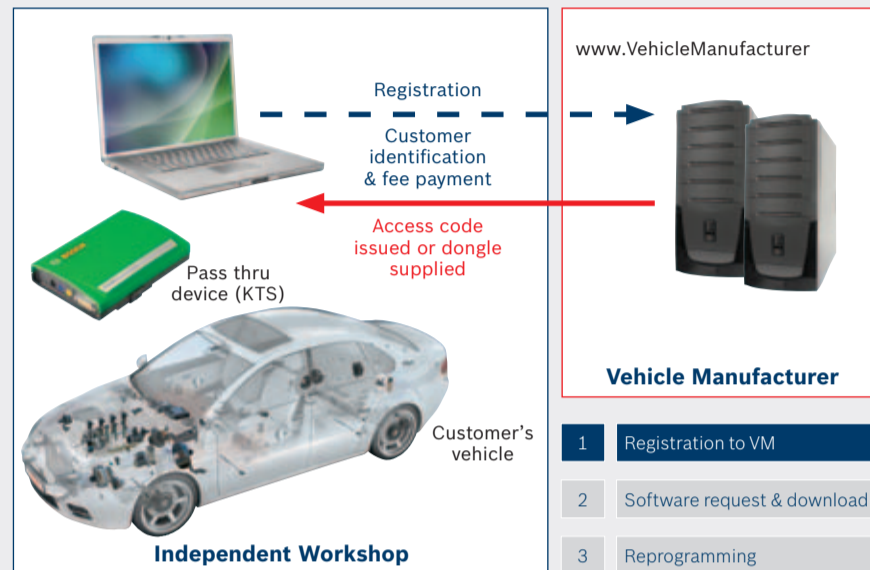 www.VehicleManufacturer
Registration
Customer
identification
& fee payment
Access code
issued or dongle
supplied
BOSCH
Pass thru
device (KTS)
Customer's
vehicle
Independent Workshop
Vehicle Manufacturer
1 Registration to VM
2 Software request & download
3 Reprogramming